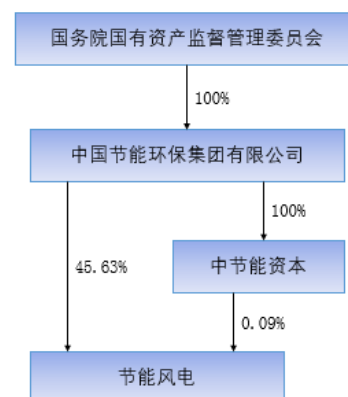 国务院国有资产监督管理委员会
100%
中国节能环保集团有限公司
100%
45.63%
中节能资本
0.09%
节能风电